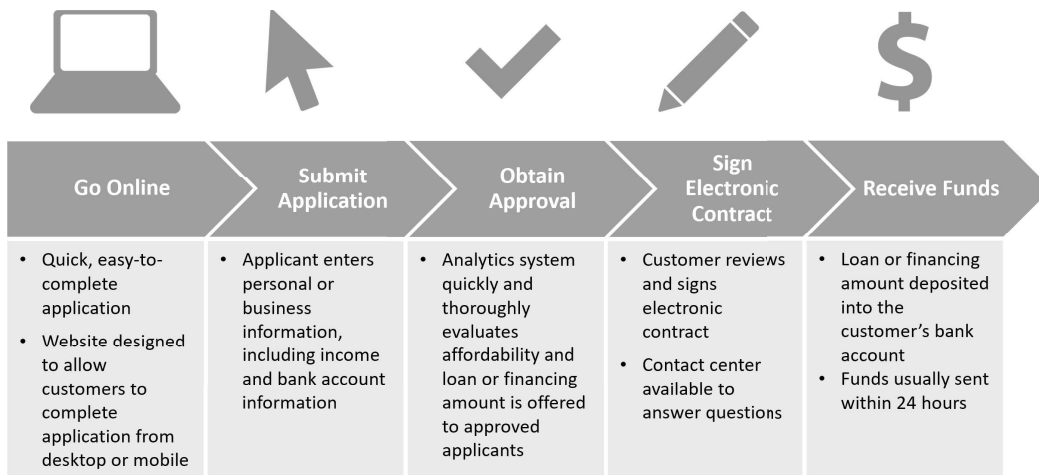 Go Online
Submit
Application
Obtain
Approval
Sign
Electronic
Contract
Receive Funds
• Quick, easy-to-
complete
application
• Website designed
to allow
customers to
complete
application from
desktop or mobile
• Applicant enters
personal or
business
information,
including income
and bank account
information
• Analytics system
quickly and
thoroughly
evaluates
affordability and
loan or financing
amount is offered
to approved
applicants
• Customer reviews
and signs
electronic
contract
• Contact center
available to
answer questions
• Loan or financing
amount deposited
into the
customer’s bank
account
• Funds usually sent
within 24 hours